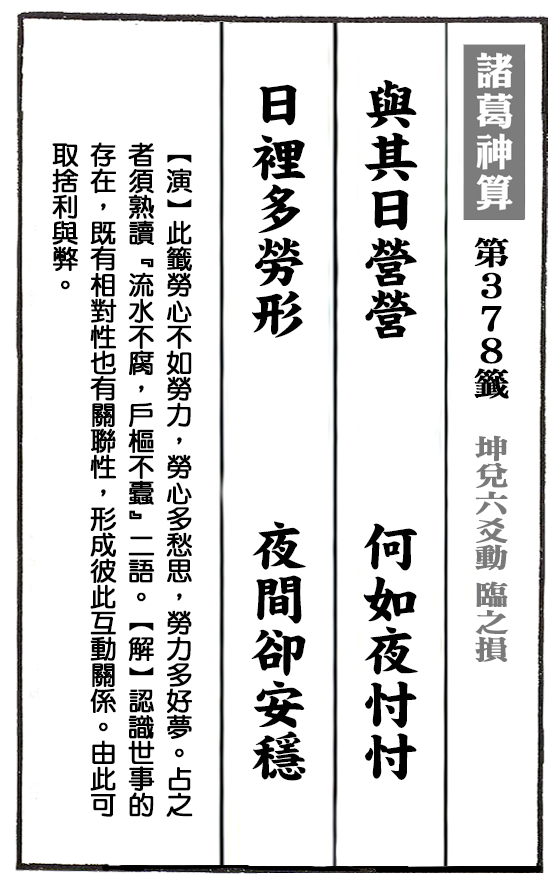 諸葛神算 第378籤 坤兌六爻動 臨之損
與其日營營 何如夜忖忖
日裡多勞形 夜間卻安穩
【演】此籤勞心不如勞力，勞心多愁思，勞力多好夢。占之
者須熟讀『流水不腐，戶樞不蠹』二語。【解】認識世事的
存在，既有相對性也有關聯性，形成彼此互動關係。由此可
取捨利與弊。